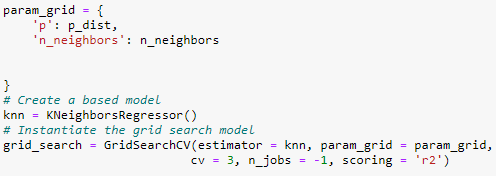 param_grid = {
    'p': p_dist,
    'n_neighbors': n_neighbors
}
# Create a based model
knn = KNeighborsRegressor()
# Instantiate the grid search model
grid_search = GridSearchCV(estimator = knn, param_grid = param_grid,
                          cv = 3, n_jobs = -1, scoring = 'r2')